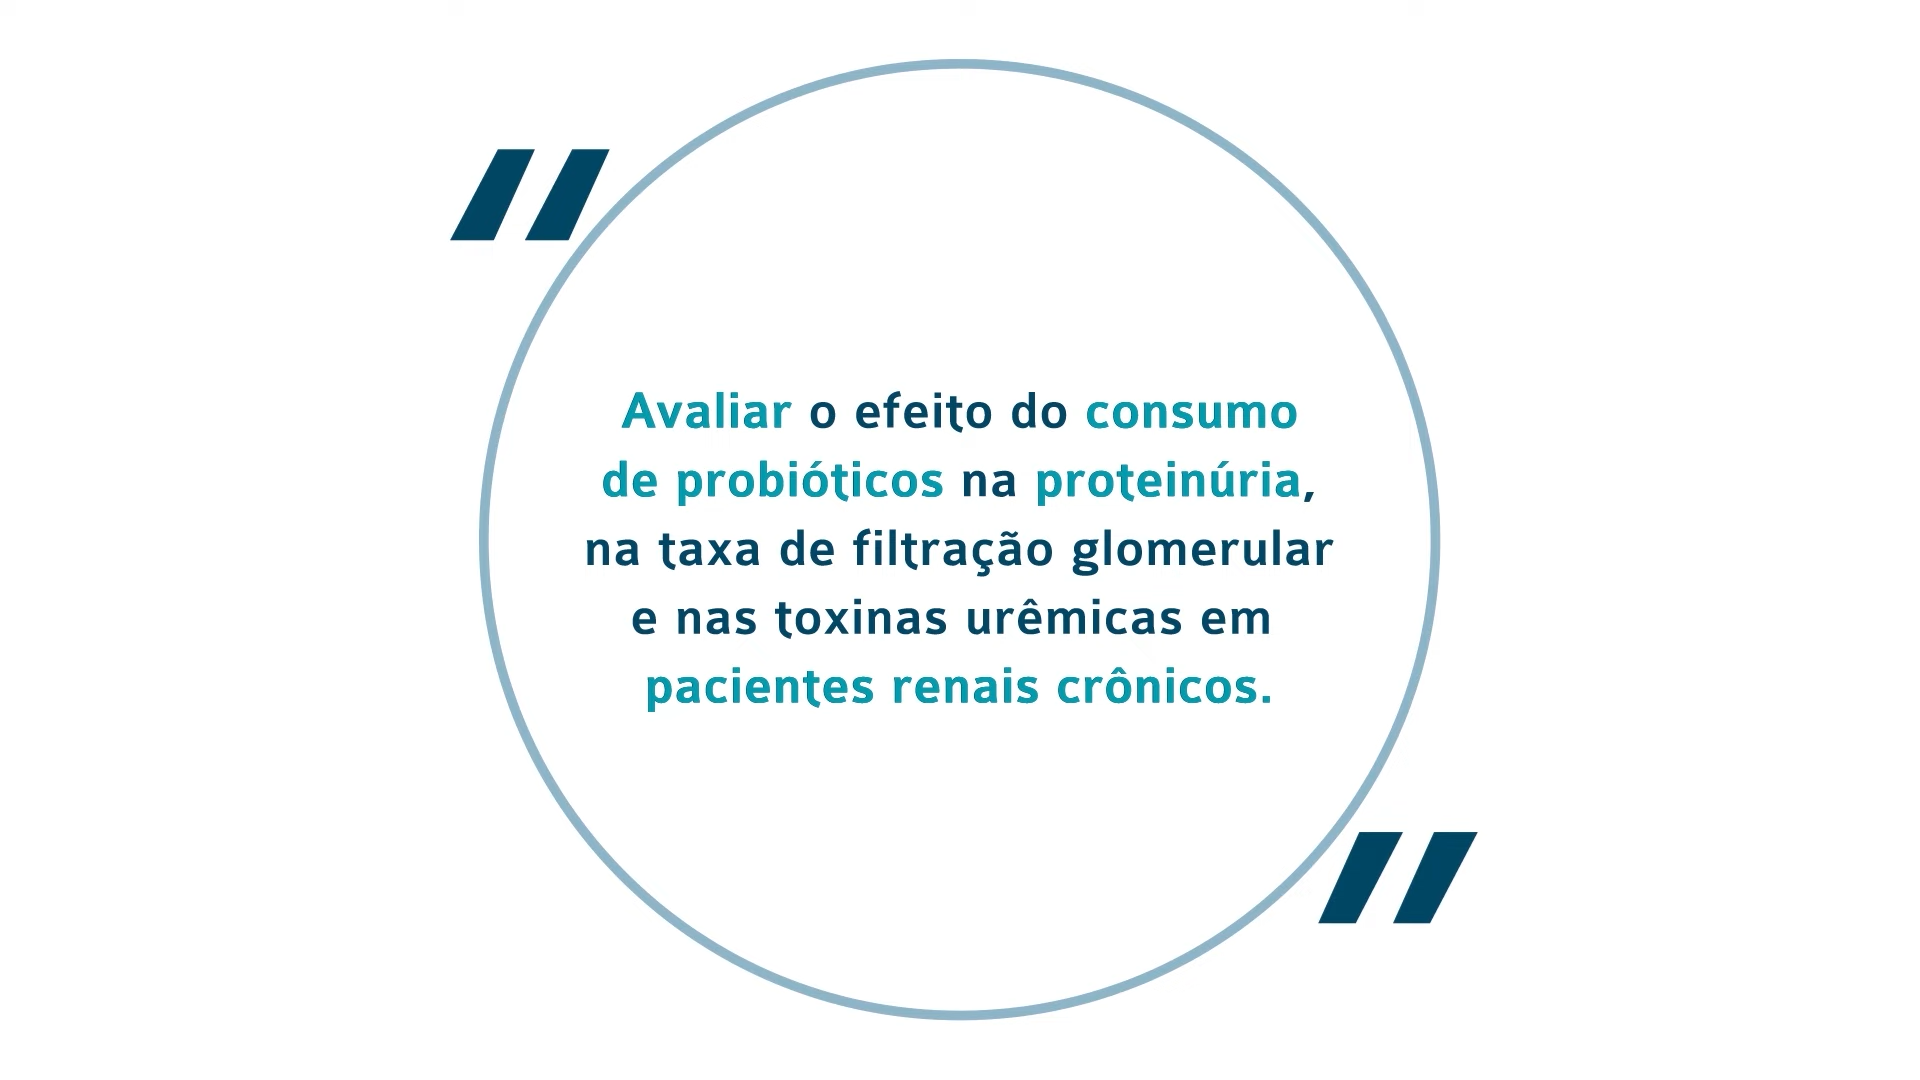 Avaliar o efeito do consumo
de probióticos na proteinúria,
na taxa de filtração glomerular
e nas toxinas urêmicas em
pacientes renais crônicos.